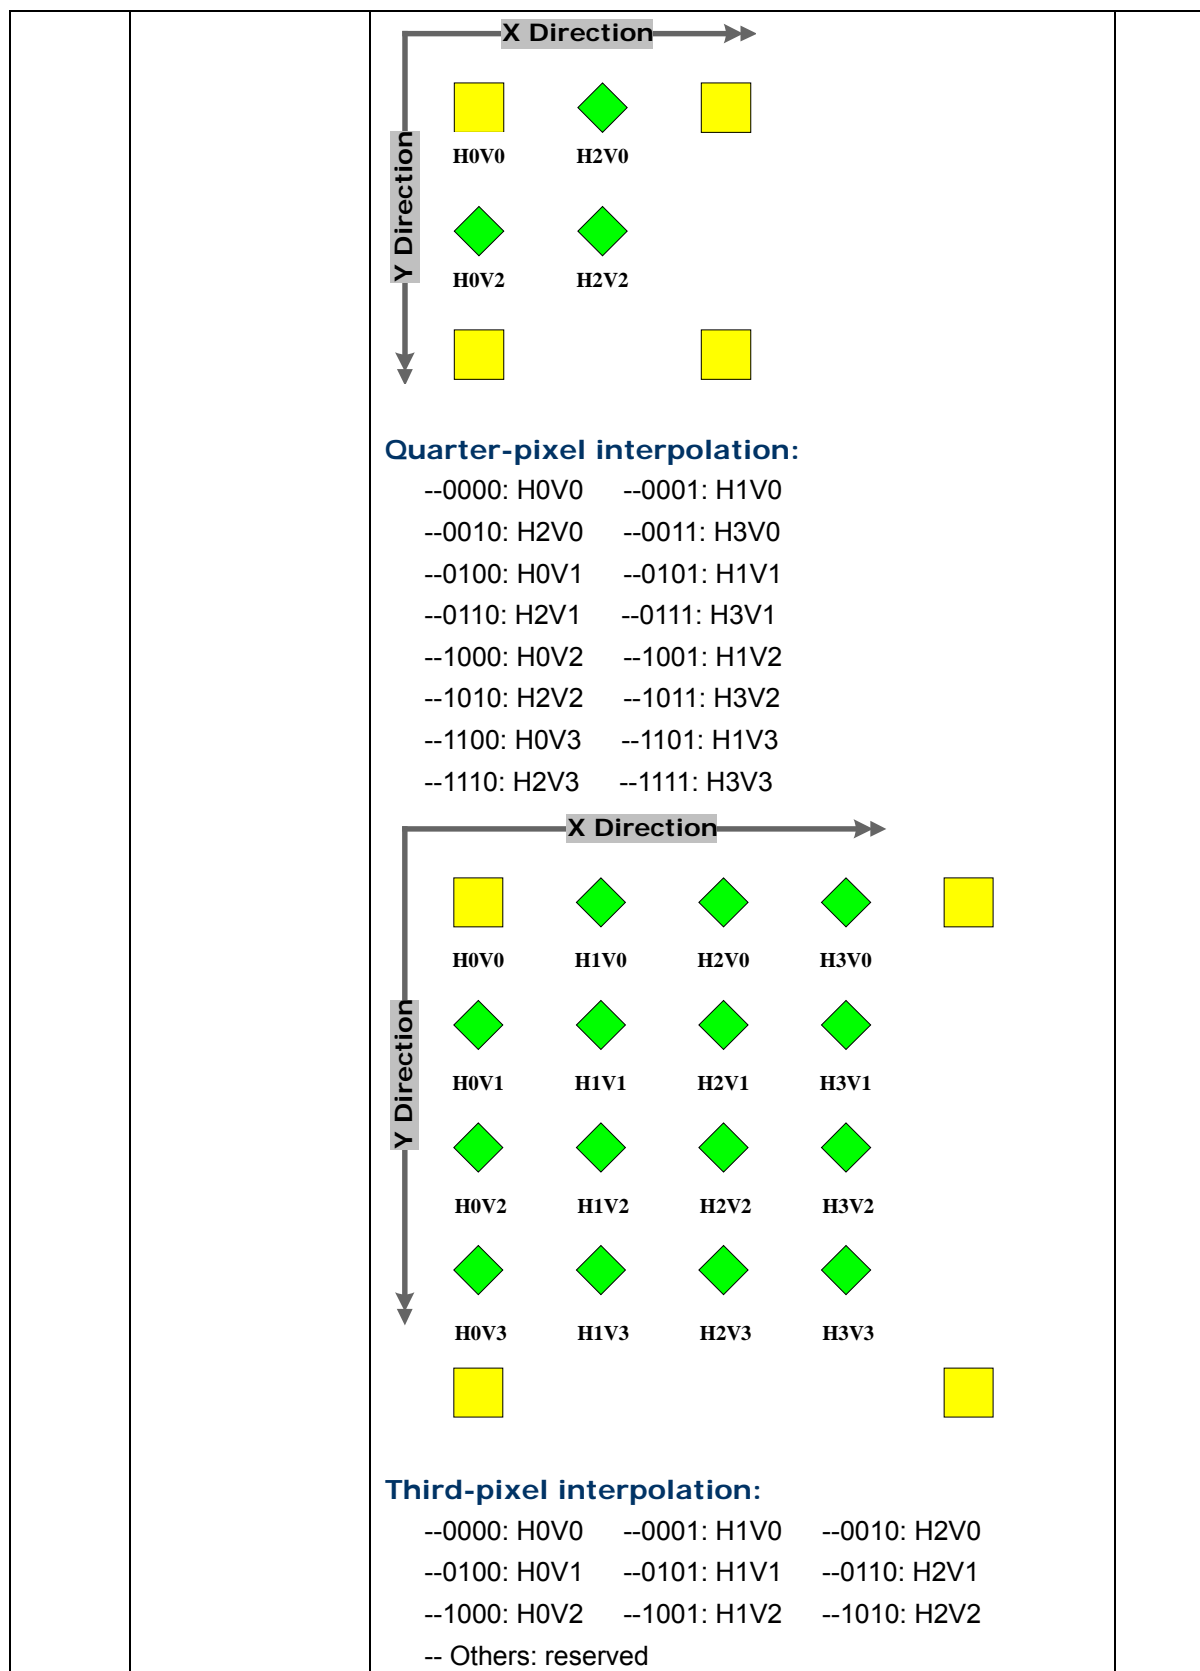 X Direction
H0V0 H2V0
Y Direction
H0V2 H2V2
Quarter-pixel interpolation:
--0000: H0V0 --0001: H1V0
--0010: H2V0 --0011: H3V0
--0100: H0V1 --0101: H1V1
--0110: H2V1 --0111: H3V1
--1000: H0V2 --1001: H1V2
--1010: H2V2 --1011: H3V2
--1100: H0V3 --1101: H1V3
--1110: H2V3 --1111: H3V3
X Direction
H0V0 H1V0 H2V0 H3V0
Y Direction
H0V1 H1V1 H2V1 H3V1
H0V2 H1V2 H2V2 H3V2
H0V3 H1V3 H2V3 H3V3
Third-pixel interpolation:
--0000: H0V0 --0001: H1V0 --0010: H2V0
--0100: H0V1 --0101: H1V1 --0110: H2V1
--1000: H0V2 --1001: H1V2 --1010: H2V2
-- Others: reserved